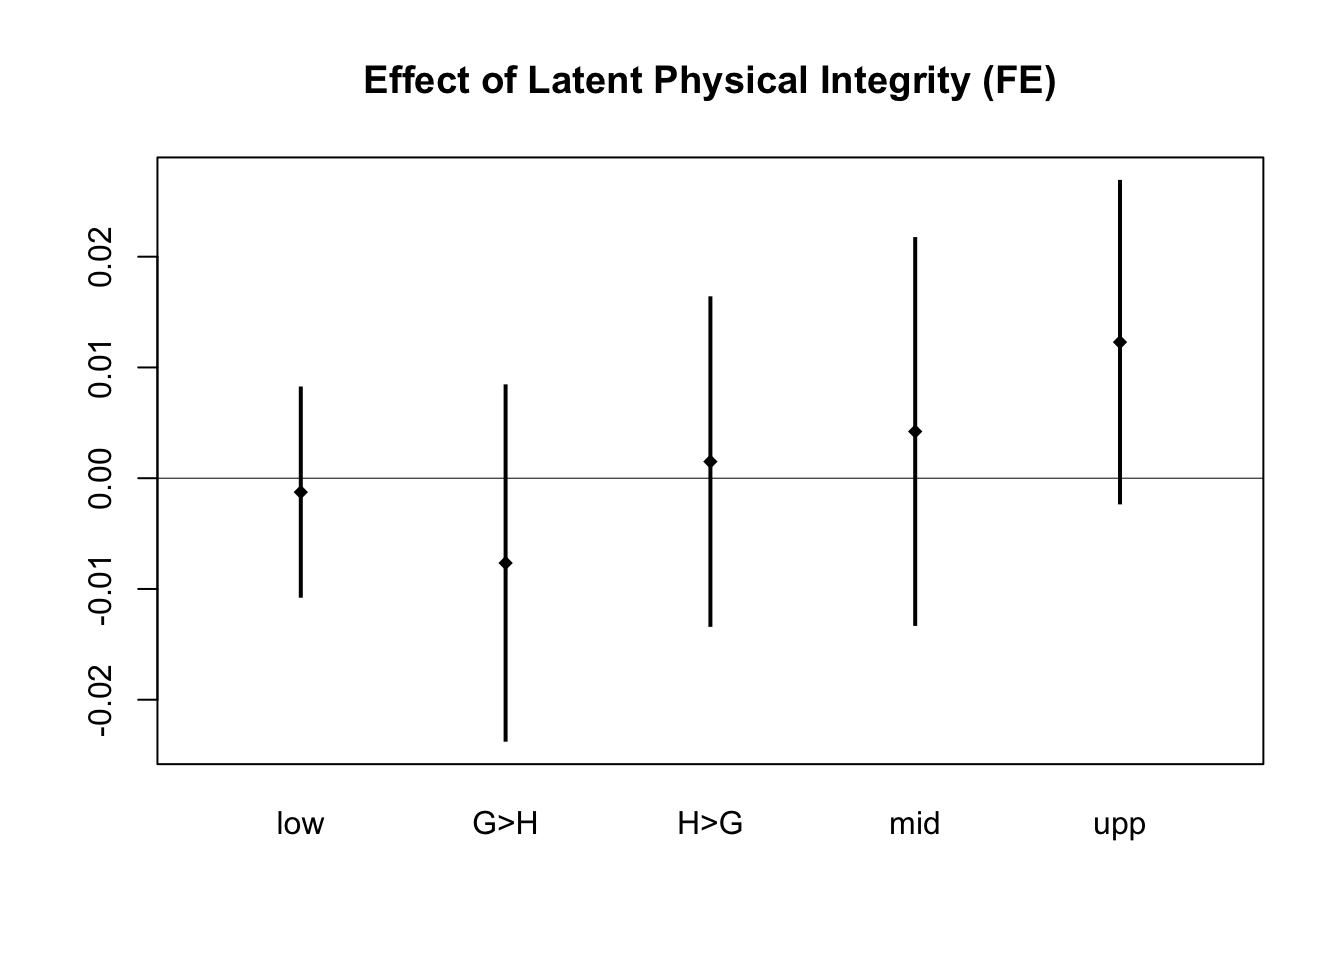 Effect of Latent Physical Integrity (FE)
0.02
0.01
0.00
-0.01
-0.02
low G>H H>G mid upp